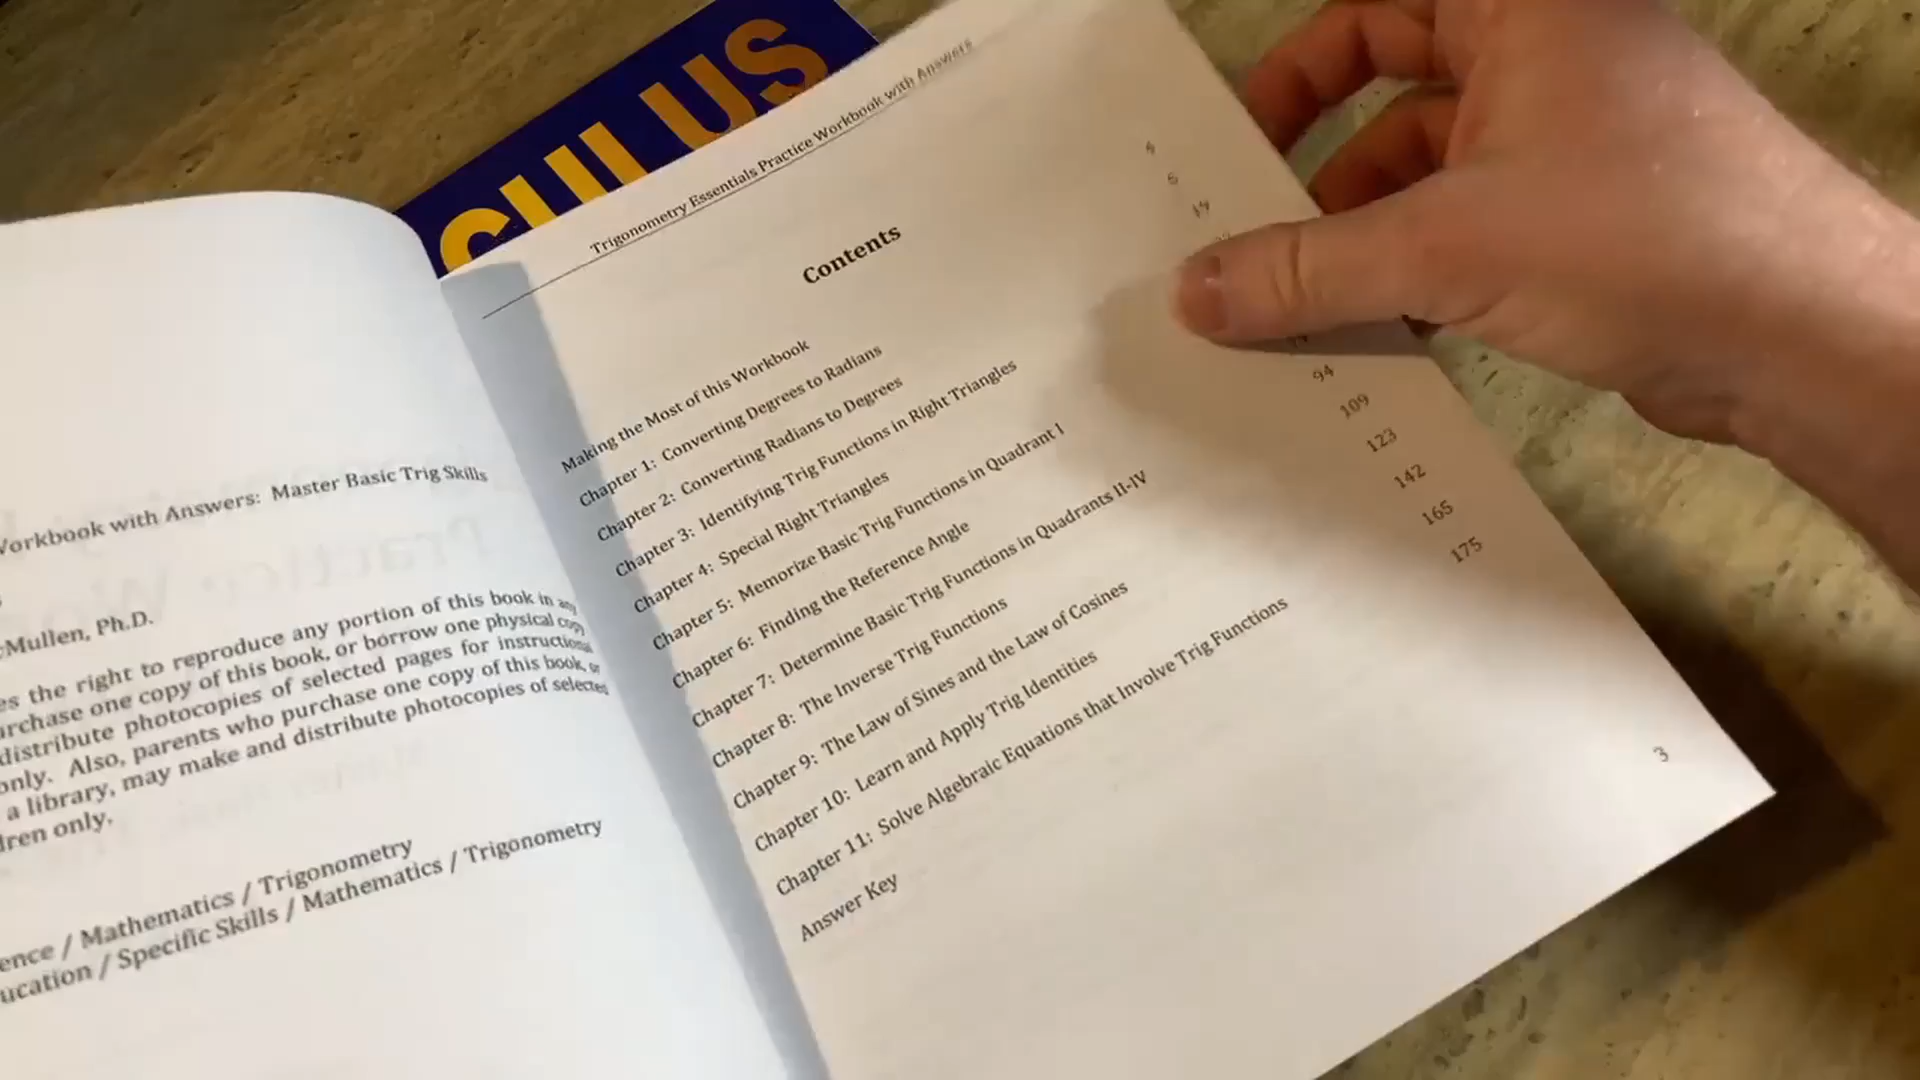 CULUS
Workbook with Answers: Master Basic Trig Skills
Mullen, Ph.D.
the right to reproduce any portion of this book in any
one copy of this book, or borrow one physical copy
distribute photocopies of selected pages for instructional
only. Also, parents who purchase one copy of this book, or
a library, may make and distribute photocopies of selected
only.
/ Mathematics / Trigonometry
/ Specific Skills / Mathematics / Trigonometry
Trigonometry Essentials Practice Workbook with Answers
Contents
Making the Most of this Workbook 4
Chapter 1: Converting Degrees to Radians 6
Chapter 2: Converting Radians to Degrees
Chapter 3: Identifying Trig Functions in Right Triangles
Chapter 4: Special Right Triangles
Chapter 5: Memorize Basic Trig Functions in Quadrant I
Chapter 6: Finding the Reference Angle
Chapter 7: Determine Basic Trig Functions in Quadrants II-IV 94
Chapter 8: The Inverse Trig Functions 109
Chapter 9: The Law of Sines and the Law of Cosines 123
Chapter 10: Learn and Apply Trig Identities 142
Chapter 11: Solve Algebraic Equations that Involve Trig Functions 165
Answer Key 175
3